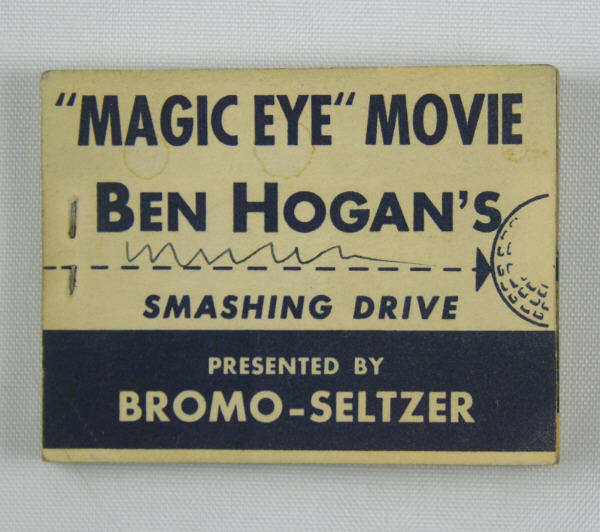 "MAGIC EYE" MOVIE
BEN HOGAN'S
SMASHING DRIVE
PRESENTED BY
BROMO-SELTZER